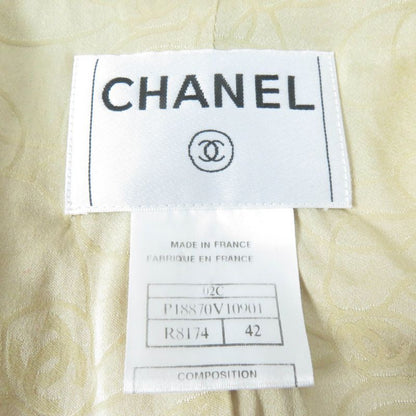 CHANEL
MADE IN FRANCE
FABRIQUE EN FRANCE
02C
P18870V10901
R8174 42
COMPOSITION